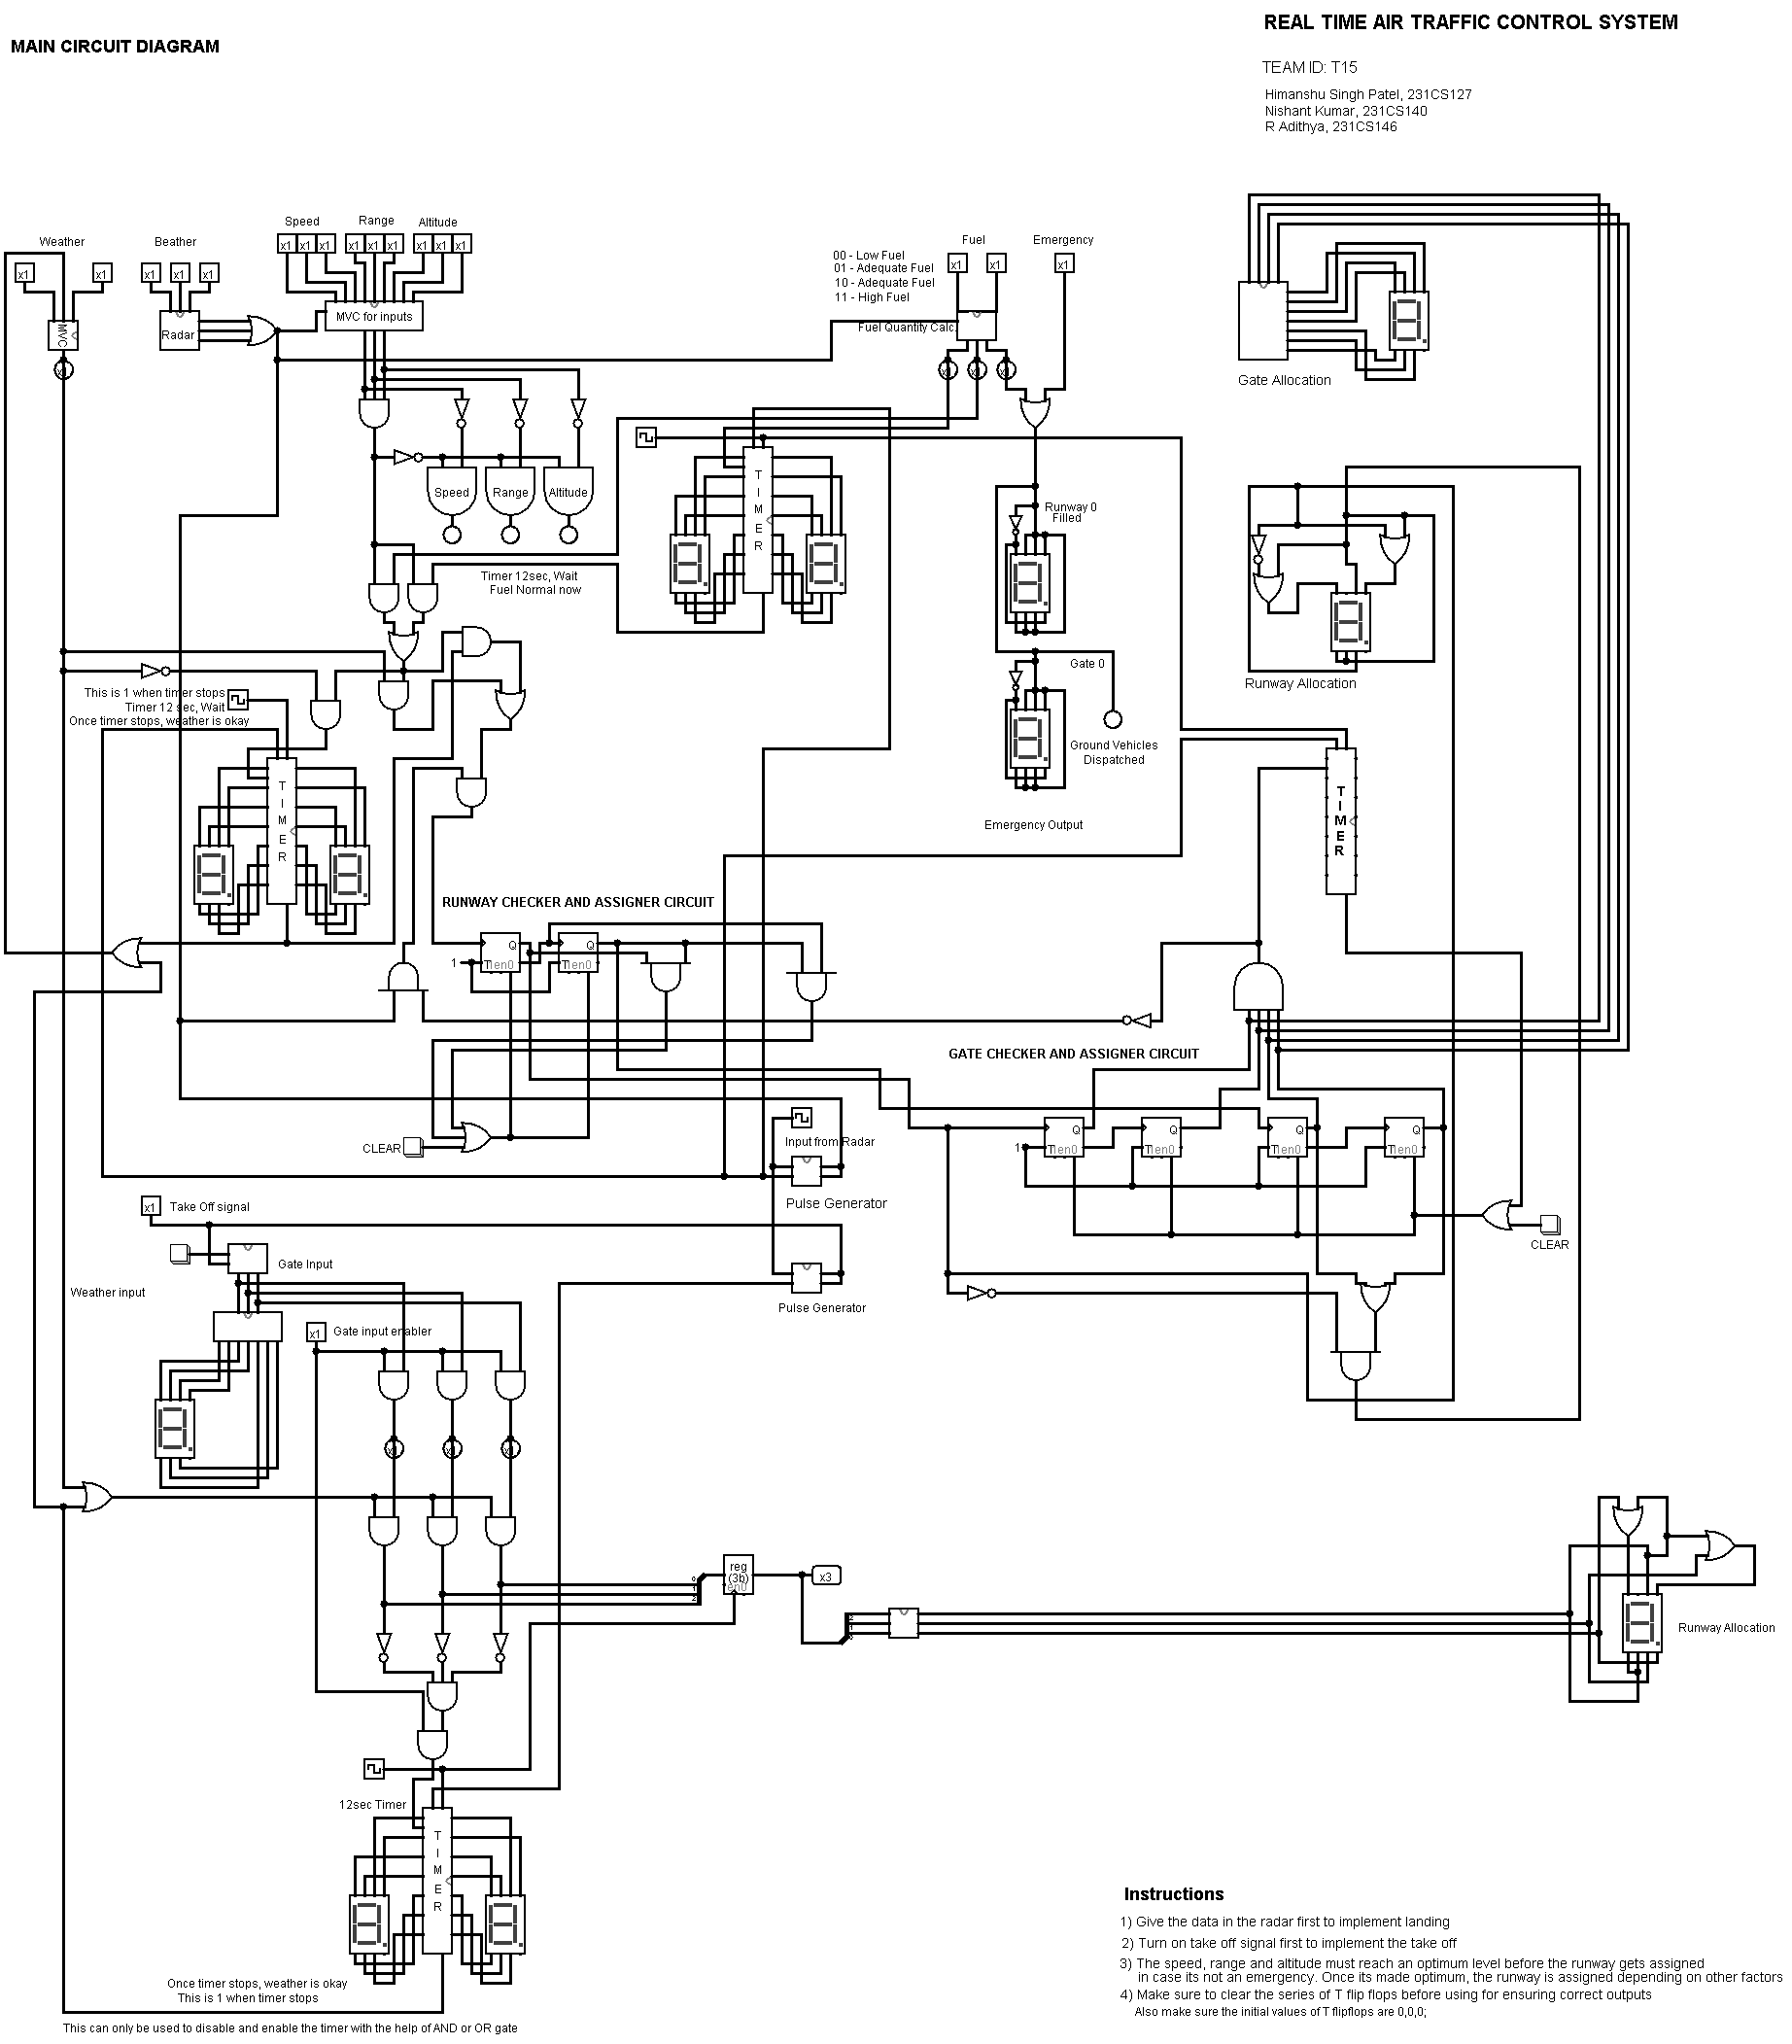 REAL TIME AIR TRAFFIC CONTROL SYSTEM
MAIN CIRCUIT DIAGRAM
TEAM ID: T15
Himanshu Singh Patel, 231CS127
Nishant Kumar, 231CS140
R Adithya, 231CS146
Speed Range Altitude
x1 x1 x1 x1 x1 x1 x1 x1 x1
Weather Beather
x1 x1 x1 x1 x1
MVC
Radar
MVC for inputs
x1
Fuel Emergency
x1 x1 x1
00 - Low Fuel
01 - Adequate Fuel
10 - Adequate Fuel
11 - High Fuel
Fuel Quantity Calc.
Gate Allocation
Speed Range Altitude
TIMER
Runway 0
Filled
Timer 12sec, Wait
Fuel Normal now
Gate 0
Runway Allocation
This is 1 when timer stops
Timer 12 sec, Wait
Once timer stops, weather is okay
Ground Vehicles
Dispatched
TIMER
TIMER
Emergency Output
RUNWAY CHECKER AND ASSIGNER CIRCUIT
Q Q
1
T en0 T en0
GATE CHECKER AND ASSIGNER CIRCUIT
CLEAR
Input from Radar
Q Q Q Q
1
T en0 T en0 T en0 T en0
Pulse Generator
x1 Take Off signal
CLEAR
Gate Input
Weather input
Pulse Generator
x1 Gate input enabler
reg
(3b)
en0
x3
0
1
2
Runway Allocation
12sec Timer
TIMER
Once timer stops, weather is okay
This is 1 when timer stops
This can only be used to disable and enable the timer with the help of AND or OR gate
Instructions
1) Give the data in the radar first to implement landing
2) Turn on take off signal first to implement the take off
3) The speed, range and altitude must reach an optimum level before the runway gets assigned
in case its not an emergency. Once its made optimum, the runway is assigned depending on other factors
4) Make sure to clear the series of T flip flops before using for ensuring correct outputs
Also make sure the initial values of T flipflops are 0,0,0;